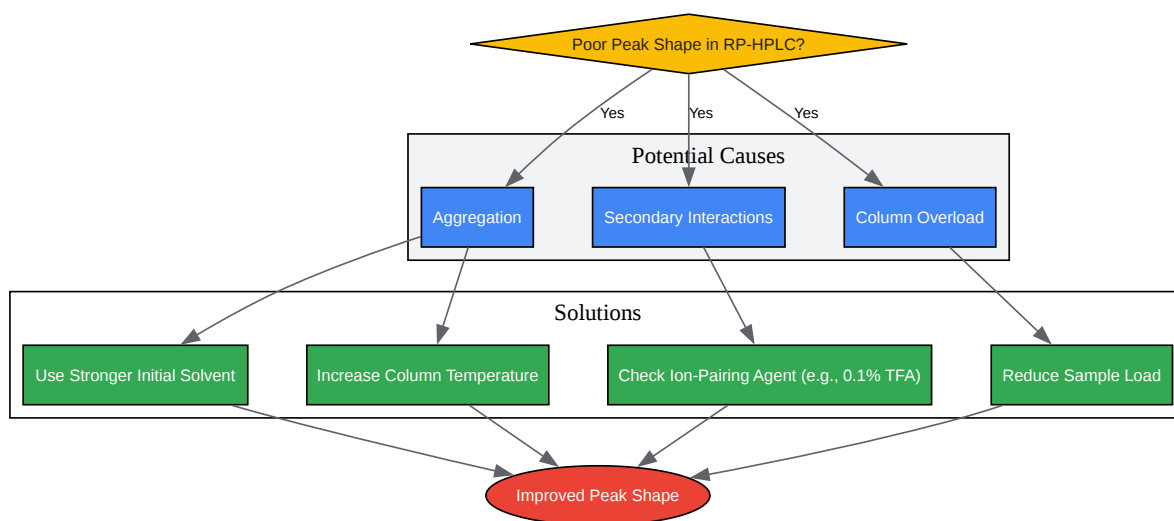 Poor Peak Shape in RP-HPLC?
Yes
Yes
Yes
Potential Causes
Aggregation
Secondary Interactions
Column Overload
Solutions
Use Stronger Initial Solvent
Increase Column Temperature
Check Ion-Pairing Agent (e.g., 0.1% TFA)
Reduce Sample Load
Improved Peak Shape